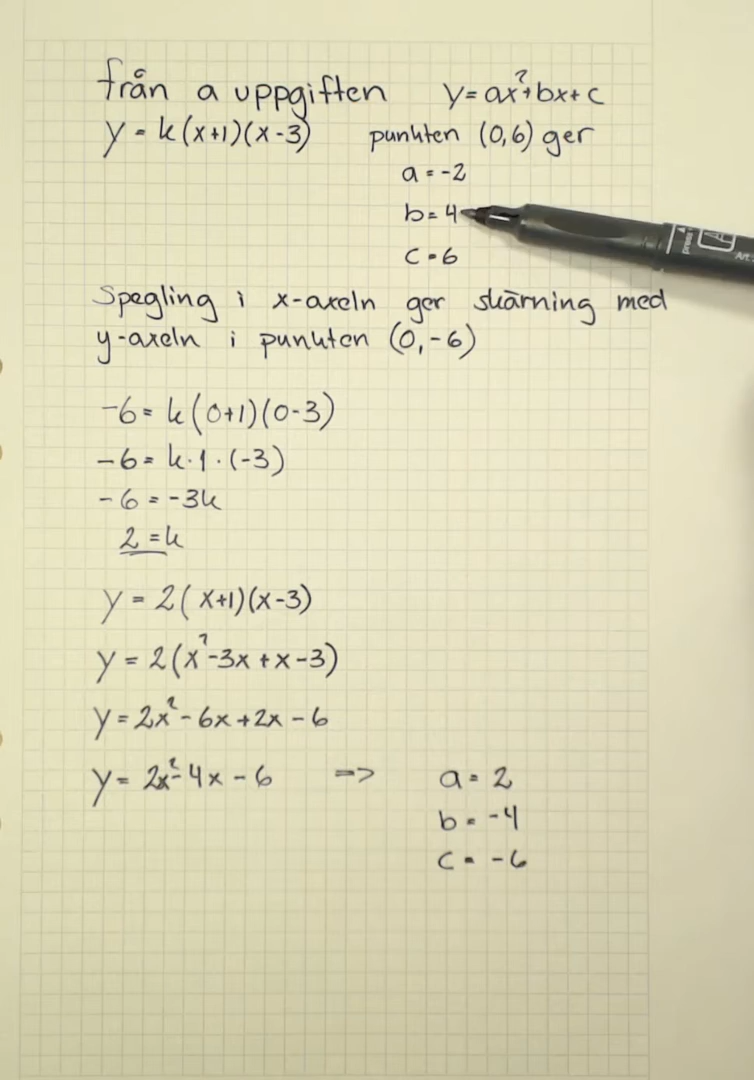 från a uppgiften y=ax²+bx+c
y=k(x+1)(x-3) punkten (0,6) ger
a=-2
b=4
c=6
Spegling i x-axeln ger skärning med
y-axeln i punkten (0,-6)
-6=k(0+1)(0-3)
-6=k·1·(-3)
-6=-3k
2=k
y=2(x+1)(x-3)
y=2(x²-3x+x-3)
y=2x²-6x+2x-6
y=2x²-4x-6 => a=2
b=-4
c=-6